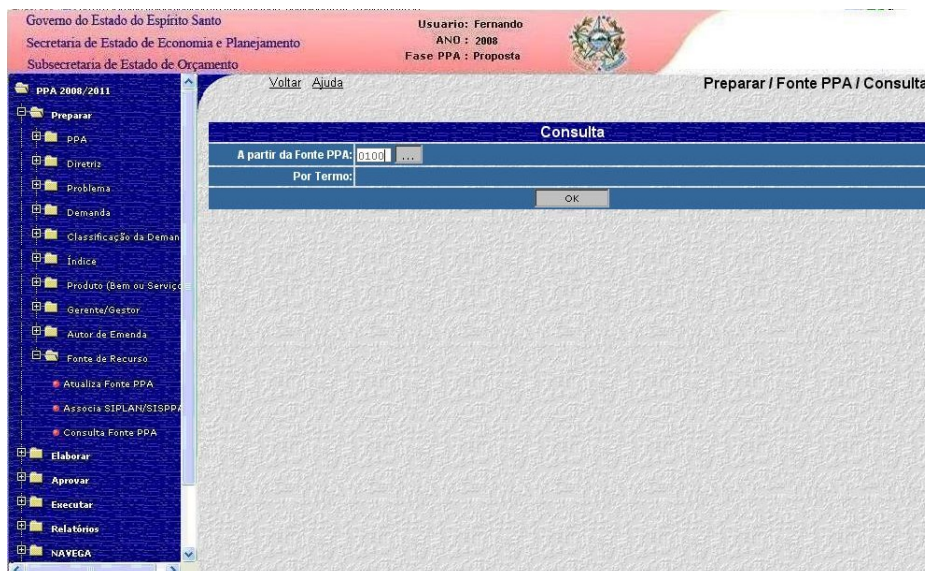 Governo do Estado do Espírito Santo
Secretaria de Estado de Economia e Planejamento
Subsecretaria de Estado de Orçamento
Usuario: Fernando
ANO : 2008
Fase PPA : Proposta
Voltar Ajuda
Preparar / Fonte PPA / Consulta
PPA 2008/2011
Preparar
PPA
Diretriz
Problema
Demanda
Classificação da Deman
Índice
Produto (Bem ou Serviço
Gerente/Gestor
Autor de Emenda
Fonte de Recurso
Atualiza Fonte PPA
Associa SIPLAN/SISPPA
Consulta Fonte PPA
Elaborar
Aprovar
Executar
Relatórios
NAVEGA
Consulta
A partir da Fonte PPA: 0100 ...
Por Termo:
OK